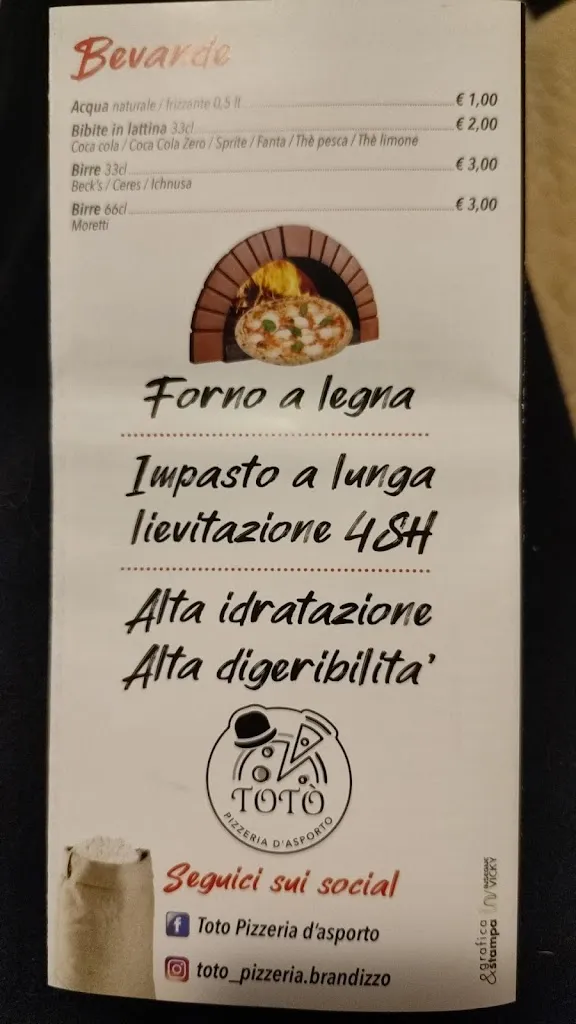 Bevande
Acqua naturale / frizzante 0,5 lt € 1,00
Bibite in lattina 33cl € 2,00
Coca cola / Coca Cola Zero / Sprite / Fanta / Thè pesca / Thè limone
Birre 33cl € 3,00
Beck's / Ceres / Ichnusa
Birre 66cl € 3,00
Moretti
Forno a legna
Impasto a lunga
lievitazione 48H
Alta idratazione
Alta digeribilita'
TOTÒ
PIZZERIA D'ASPORTO
Seguici sui social
Toto Pizzeria d'asporto
toto_pizzeria.brandizzo
&grafica
&stampa
VICKY